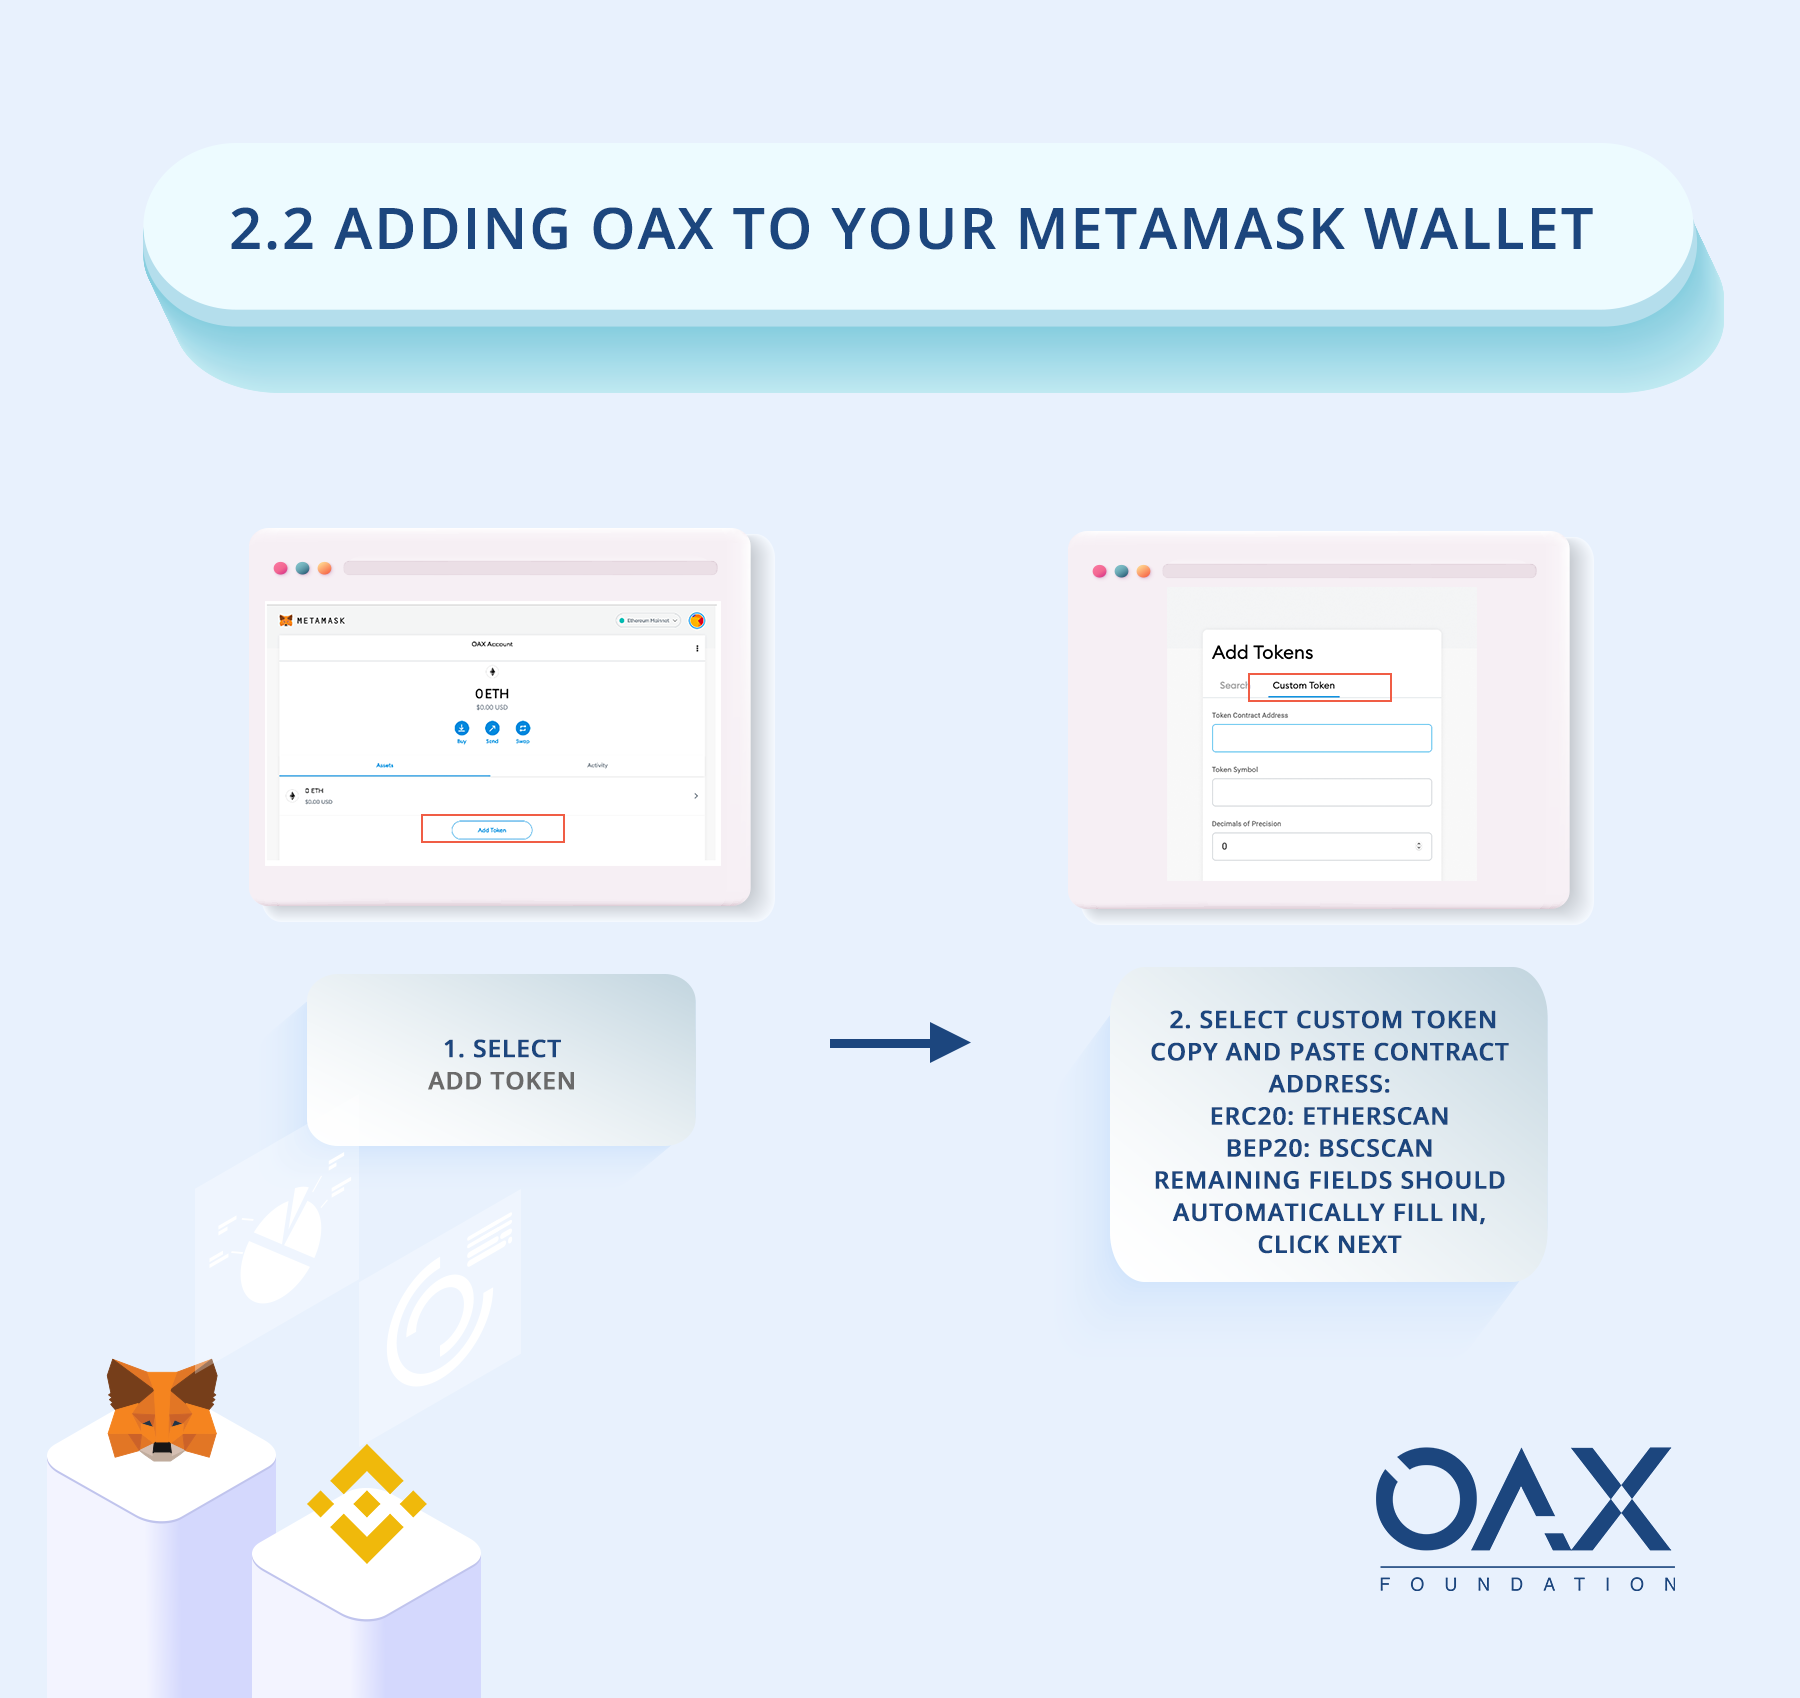 2.2 ADDING OAX TO YOUR METAMASK WALLET
METAMASK
Ethereum Mainnet
OAX Account
0 ETH
$0.00 USD
Buy Send Swap
Assets Activity
0 ETH
$0.00 USD
Add Token
Add Tokens
Search Custom Token
Token Contract Address
Token Symbol
Decimals of Precision
0
1. SELECT
ADD TOKEN
2. SELECT CUSTOM TOKEN
COPY AND PASTE CONTRACT
ADDRESS:
ERC20: ETHERSCAN
BEP20: BSCSCAN
REMAINING FIELDS SHOULD
AUTOMATICALLY FILL IN,
CLICK NEXT
OAX
FOUNDATION